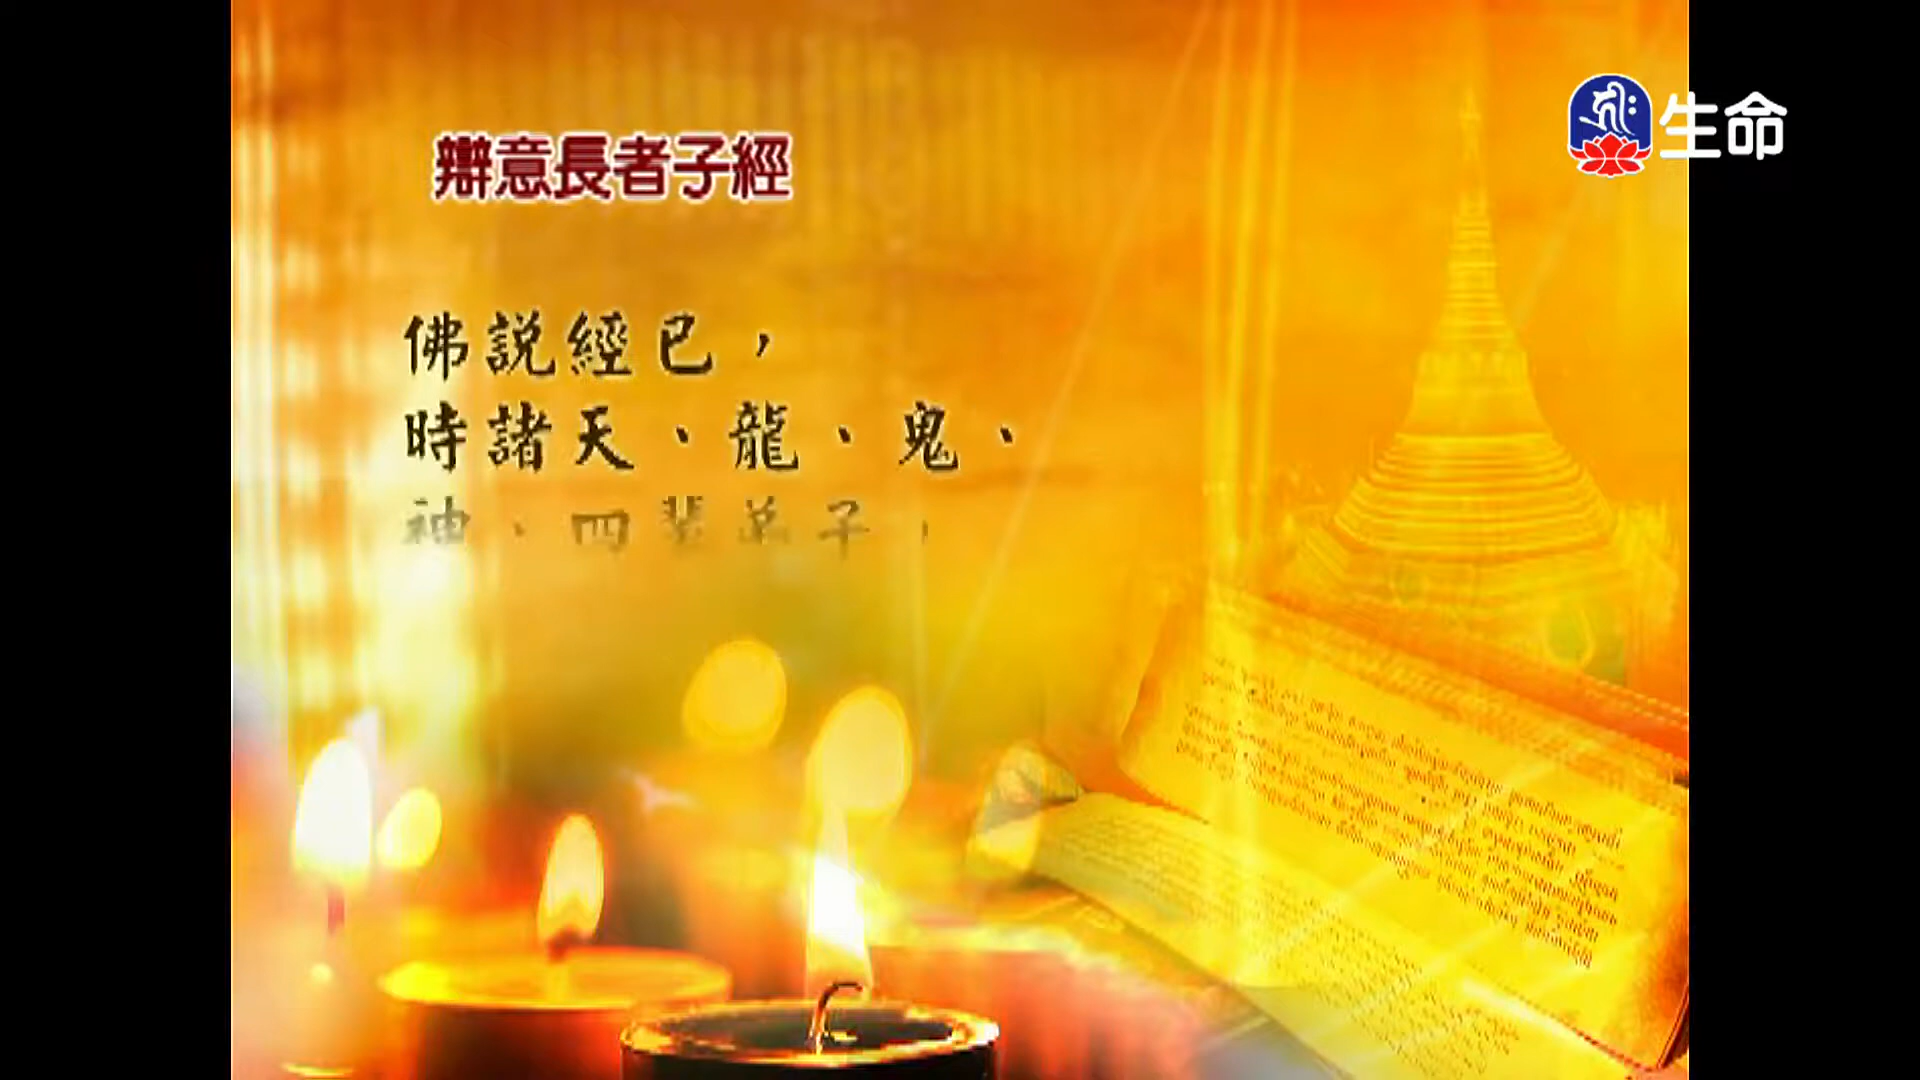 辯意長者子經
生命
佛說經已，
時諸天、龍、鬼、
神、四輩弟子，